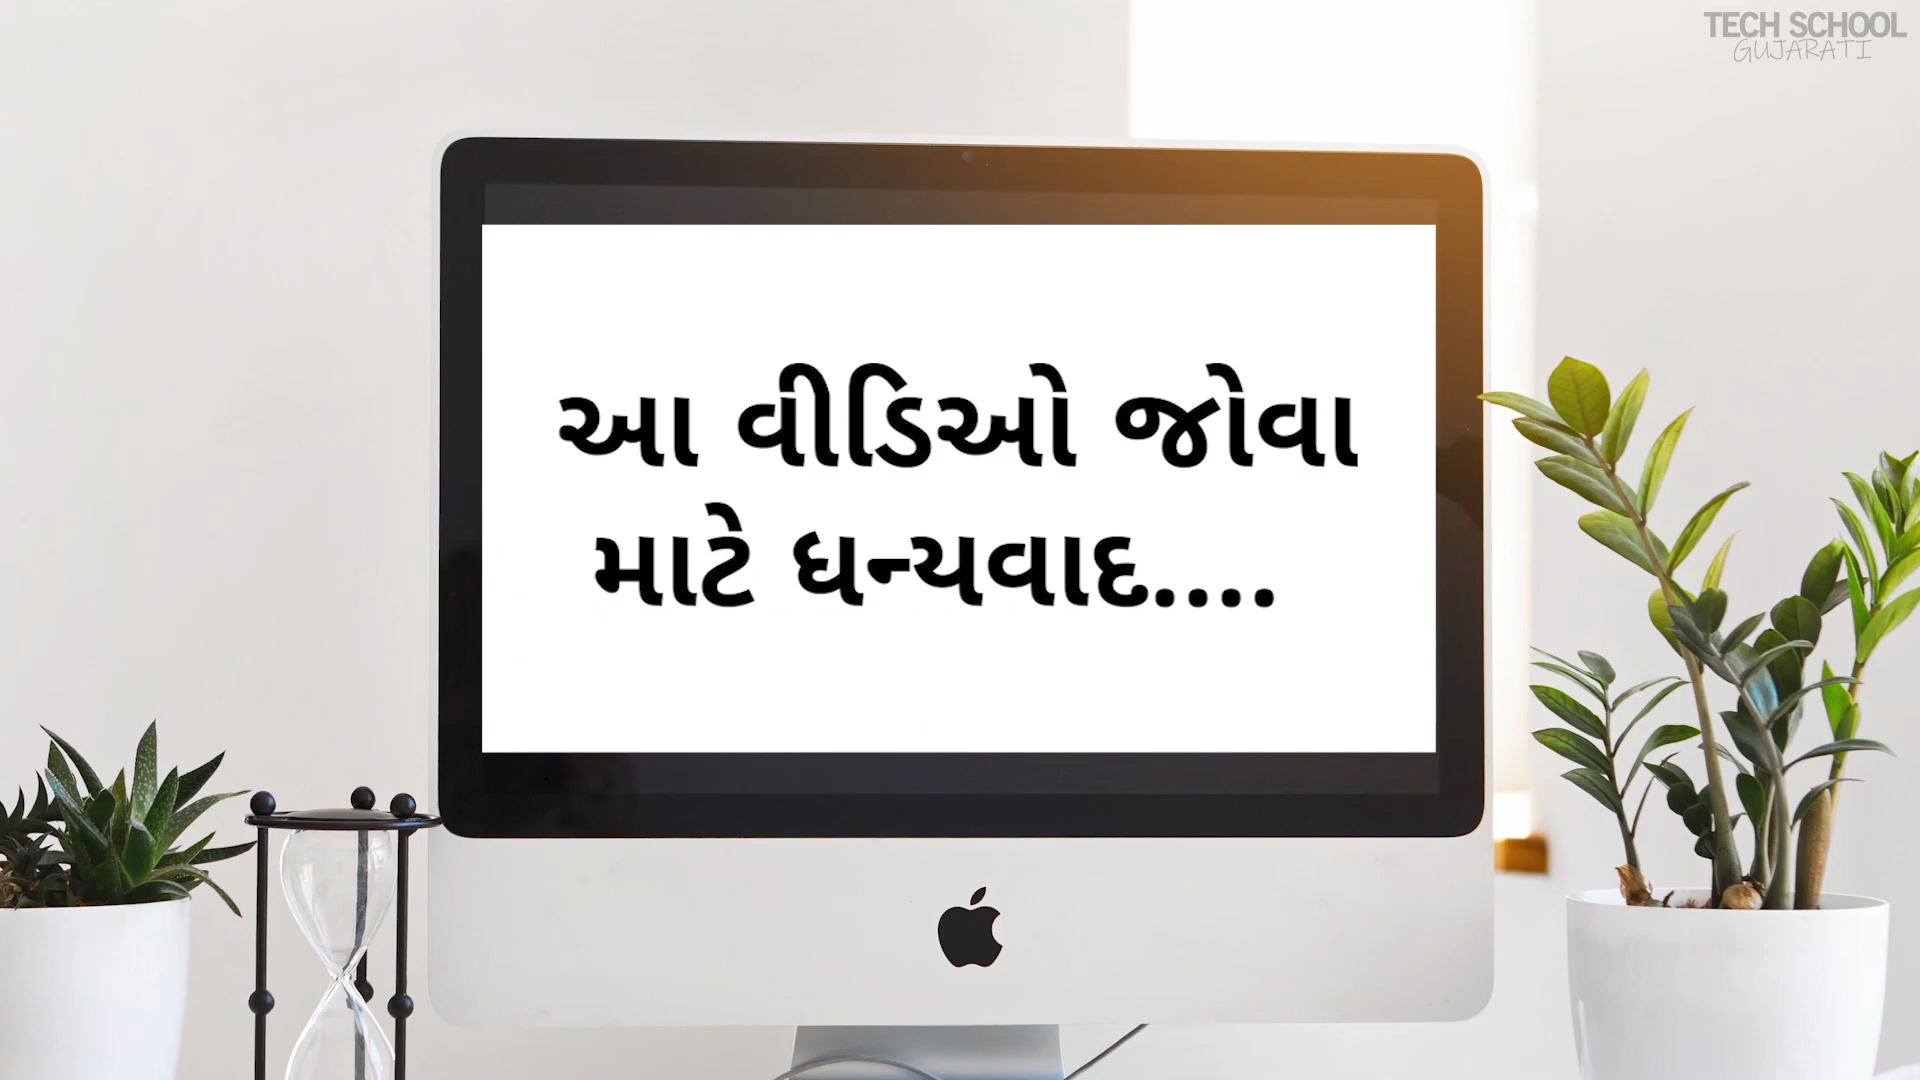 TECH SCHOOL
GUJARATI
આ વીડિઓ જોવા
માટે ધન્યવાદ....